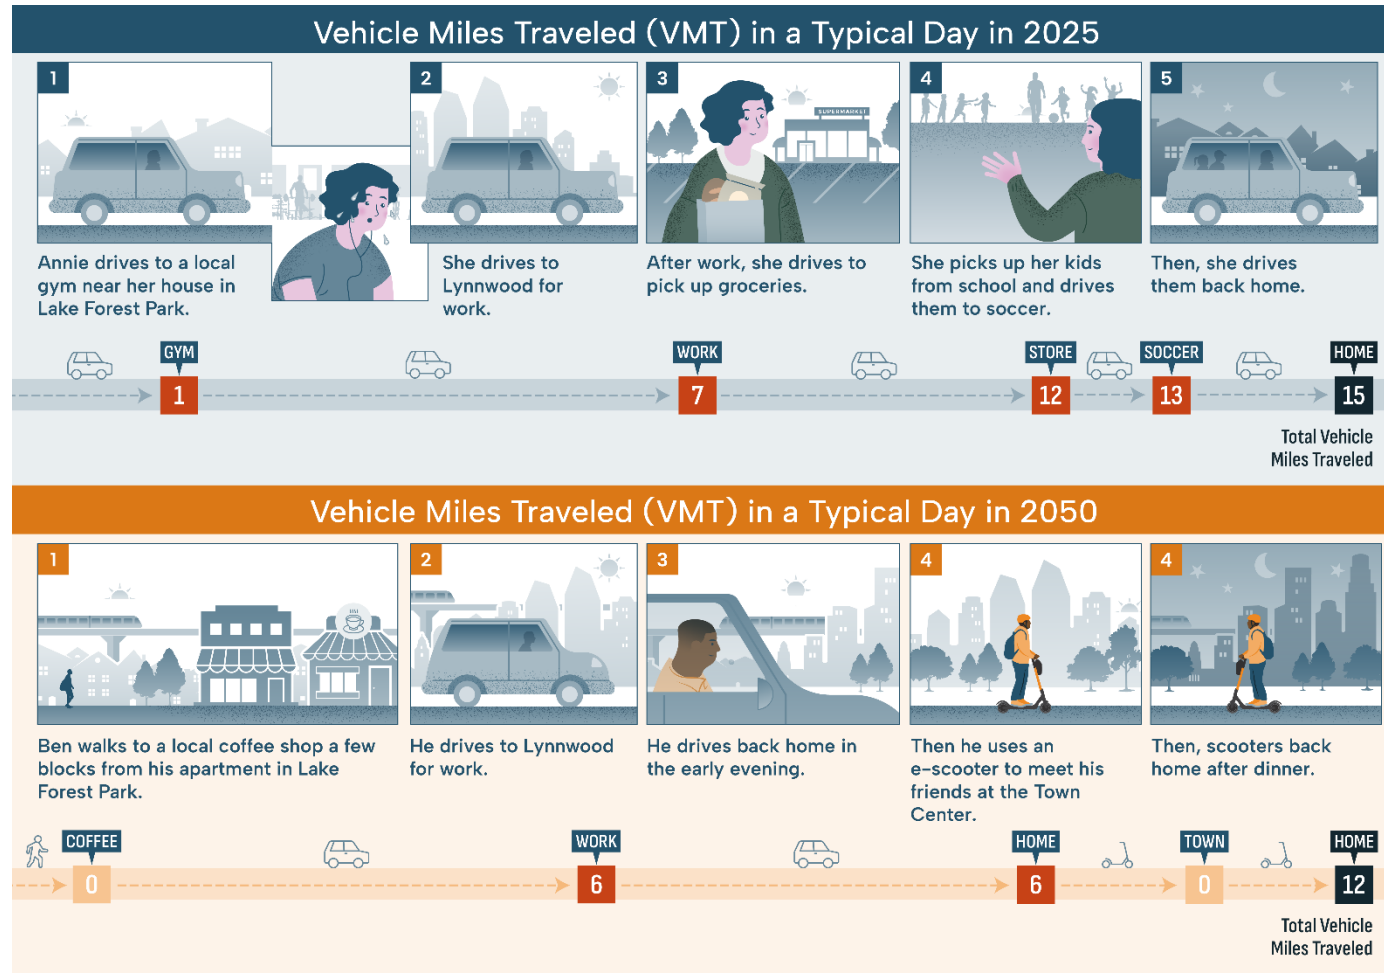 Vehicle Miles Traveled (VMT) in a Typical Day in 2025
1
2
3
4
5
SUPERMARKET
Annie drives to a local
gym near her house in
Lake Forest Park.
She drives to
Lynnwood for
work.
After work, she drives to
pick up groceries.
She picks up her kids
from school and drives
them to soccer.
Then, she drives
them back home.
GYM
WORK
STORE
SOCCER
HOME
1
7
12
13
15
Total Vehicle
Miles Traveled
Vehicle Miles Traveled (VMT) in a Typical Day in 2050
1
2
3
4
4
Ben walks to a local coffee shop a few
blocks from his apartment in Lake
Forest Park.
He drives to Lynnwood
for work.
He drives back home in
the early evening.
Then he uses an
e-scooter to meet his
friends at the Town
Center.
Then, scooters back
home after dinner.
COFFEE
WORK
HOME
TOWN
HOME
0
6
6
0
12
Total Vehicle
Miles Traveled